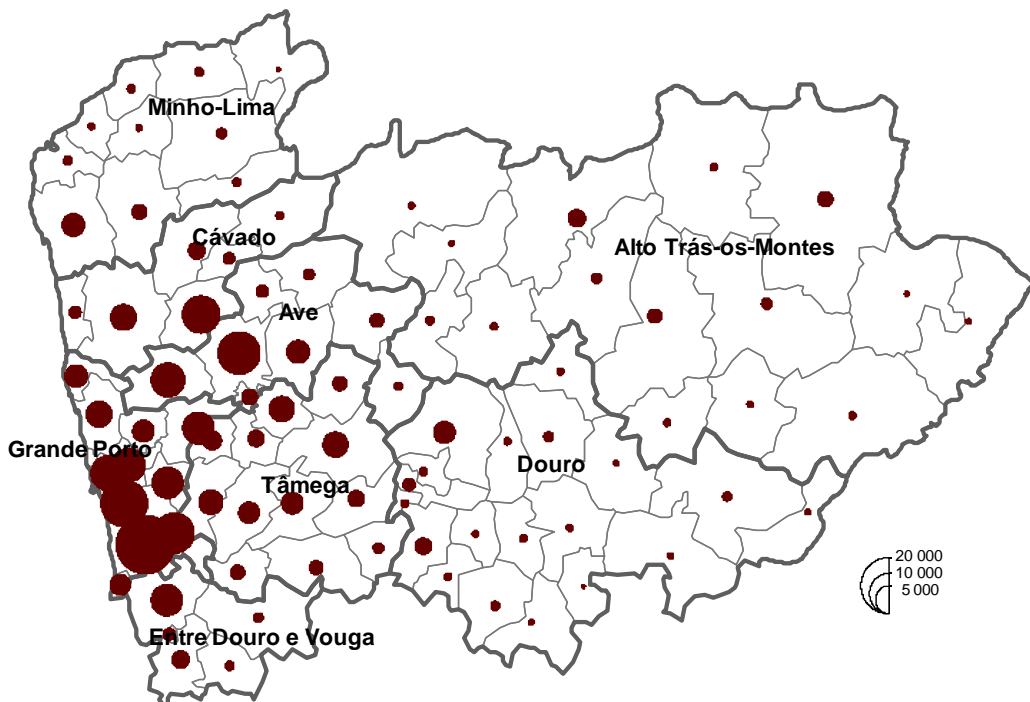 Minho-Lima
Cávado
Alto Trás-os-Montes
Ave
Grande Porto
Tâmega
Douro
Entre Douro e Vouga
20 000
10 000
5 000